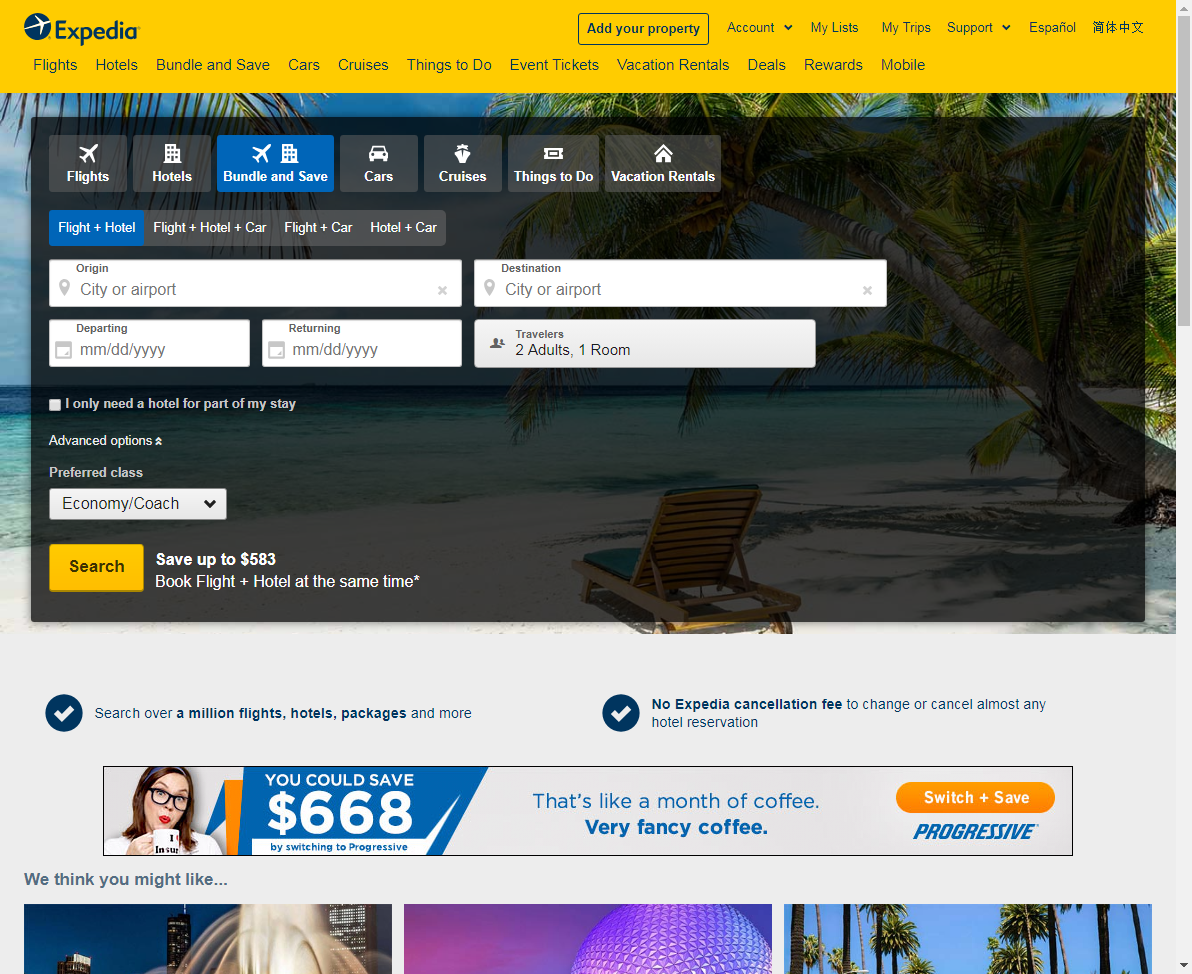 Expedia
Add your property
Account
My Lists
My Trips
Support
Español
简体中文
Flights
Hotels
Bundle and Save
Cars
Cruises
Things to Do
Event Tickets
Vacation Rentals
Deals
Rewards
Mobile
Flights
Hotels
Bundle and Save
Cars
Cruises
Things to Do
Vacation Rentals
Flight + Hotel
Flight + Hotel + Car
Flight + Car
Hotel + Car
Origin
City or airport
Destination
City or airport
Departing
mm/dd/yyyy
Returning
mm/dd/yyyy
Travelers
2 Adults, 1 Room
I only need a hotel for part of my stay
Advanced options
Preferred class
Economy/Coach
Search
Save up to $583
Book Flight + Hotel at the same time*
Search over a million flights, hotels, packages and more
No Expedia cancellation fee to change or cancel almost any
hotel reservation
I
Insur
YOU COULD SAVE
$668
by switching to Progressive
That's like a month of coffee.
Very fancy coffee.
Switch + Save
PROGRESSIVE
We think you might like...